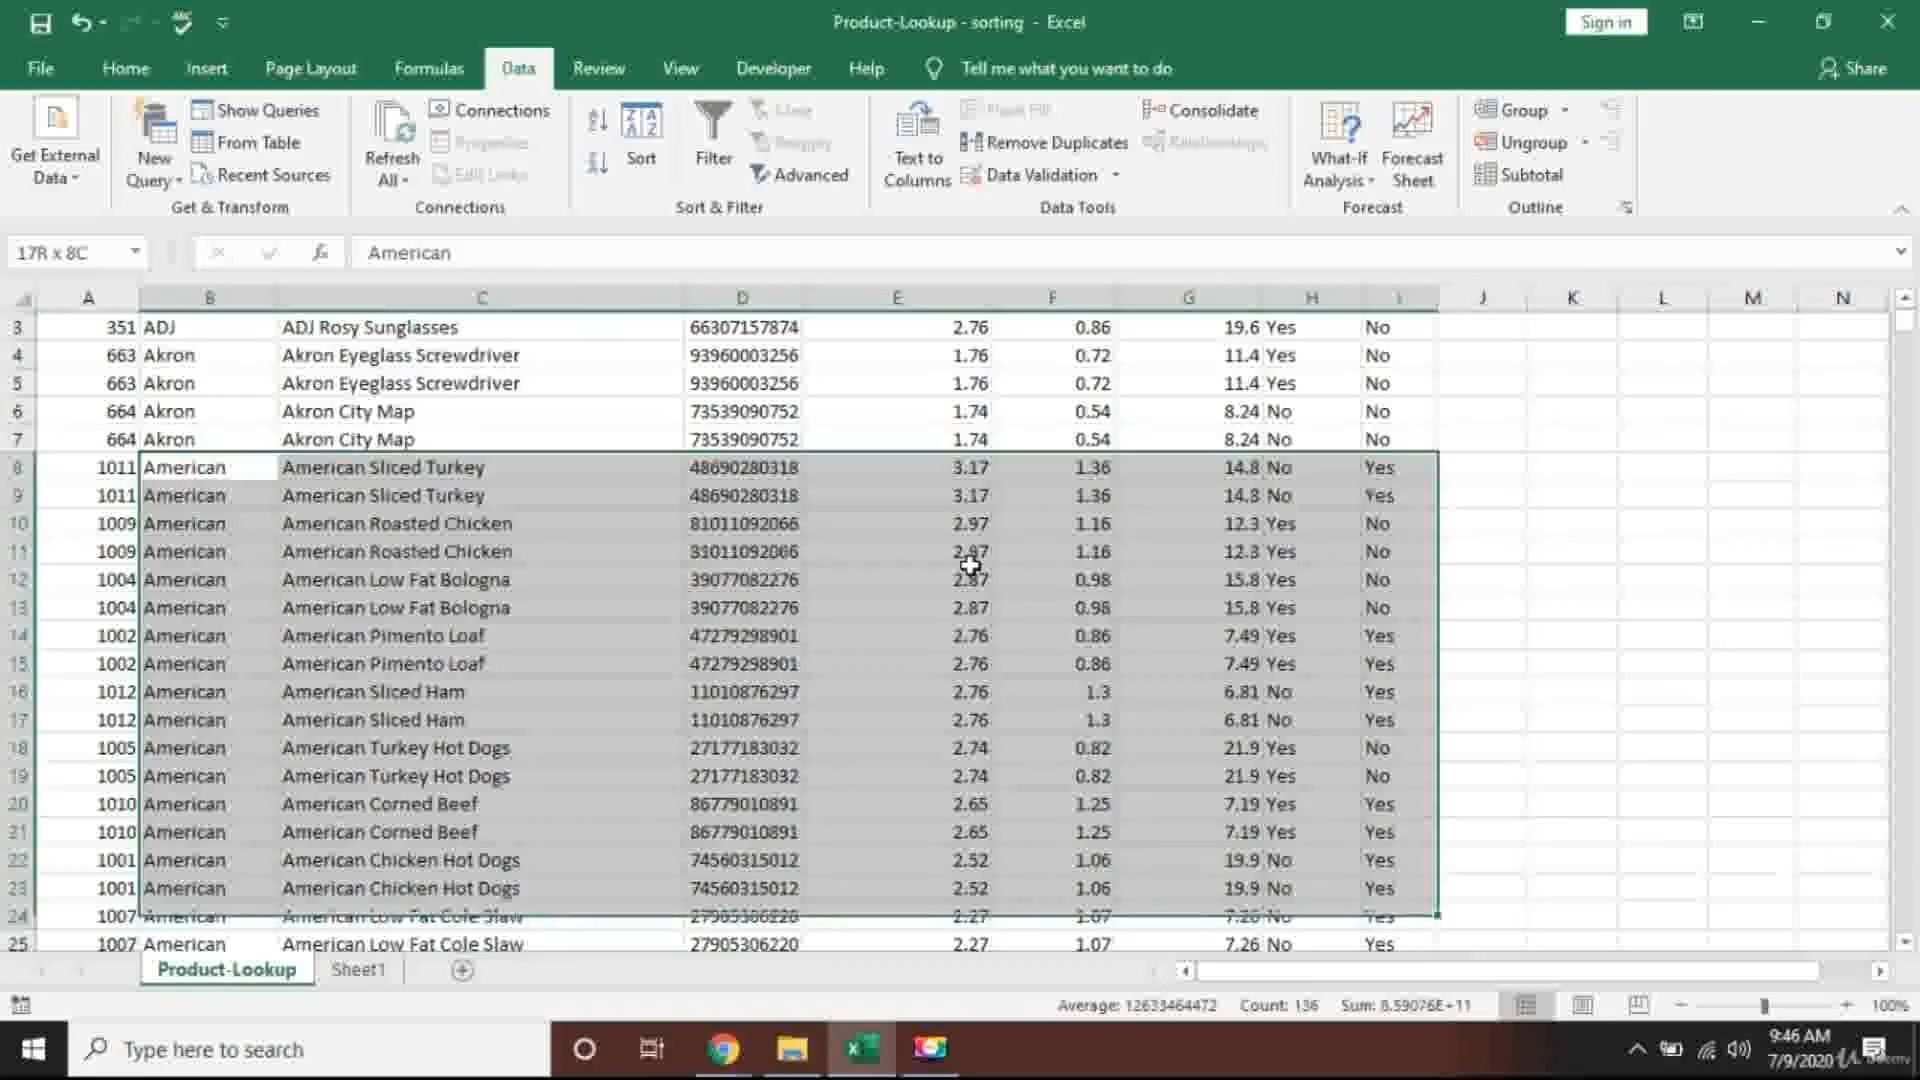 Product-Lookup - sorting - Excel
Sign in
File Home Insert Page Layout Formulas Data Review View Developer Help Tell me what you want to do Share
Get External Data
New Query
Show Queries
From Table
Recent Sources
Get & Transform
Refresh All
Connections
Properties
Edit Links
Connections
Sort
Filter
Clear
Reapply
Advanced
Sort & Filter
Text to Columns
Flash Fill
Remove Duplicates
Data Validation
Consolidate
Relationships
Data Tools
What-If Analysis
Forecast Sheet
Forecast
Group
Ungroup
Subtotal
Outline
17R x 8C fx American
A B C D E F G H I J K L M N
3 351 ADJ ADJ Rosy Sunglasses 66307157874 2.76 0.86 19.6 Yes No
4 663 Akron Akron Eyeglass Screwdriver 93960003256 1.76 0.72 11.4 Yes No
5 663 Akron Akron Eyeglass Screwdriver 93960003256 1.76 0.72 11.4 Yes No
6 664 Akron Akron City Map 73539090752 1.74 0.54 8.24 No No
7 664 Akron Akron City Map 73539090752 1.74 0.54 8.24 No No
8 1011 American American Sliced Turkey 48690280318 3.17 1.36 14.8 No Yes
9 1011 American American Sliced Turkey 48690280318 3.17 1.36 14.8 No Yes
10 1009 American American Roasted Chicken 81011092066 2.97 1.16 12.3 Yes No
11 1009 American American Roasted Chicken 81011092066 2.97 1.16 12.3 Yes No
12 1004 American American Low Fat Bologna 39077082276 2.87 0.98 15.8 Yes No
13 1004 American American Low Fat Bologna 39077082276 2.87 0.98 15.8 Yes No
14 1002 American American Pimento Loaf 47279298901 2.76 0.86 7.49 Yes Yes
15 1002 American American Pimento Loaf 47279298901 2.76 0.86 7.49 Yes Yes
16 1012 American American Sliced Ham 11010876297 2.76 1.3 6.81 No Yes
17 1012 American American Sliced Ham 11010876297 2.76 1.3 6.81 No Yes
18 1005 American American Turkey Hot Dogs 27177183032 2.74 0.82 21.9 Yes No
19 1005 American American Turkey Hot Dogs 27177183032 2.74 0.82 21.9 Yes No
20 1010 American American Corned Beef 86779010891 2.65 1.25 7.19 Yes Yes
21 1010 American American Corned Beef 86779010891 2.65 1.25 7.19 Yes Yes
22 1001 American American Chicken Hot Dogs 74560315012 2.52 1.06 19.9 No Yes
23 1001 American American Chicken Hot Dogs 74560315012 2.52 1.06 19.9 No Yes
24 1007 American American Low Fat Cole Slaw 27905306220 2.27 1.07 7.26 No Yes
25 1007 American American Low Fat Cole Slaw 27905306220 2.27 1.07 7.26 No Yes
Product-Lookup Sheet1
Average: 12633464472 Count: 136 Sum: 8.59076E+11 100%
Type here to search
9:46 AM
7/9/2020
Udemy